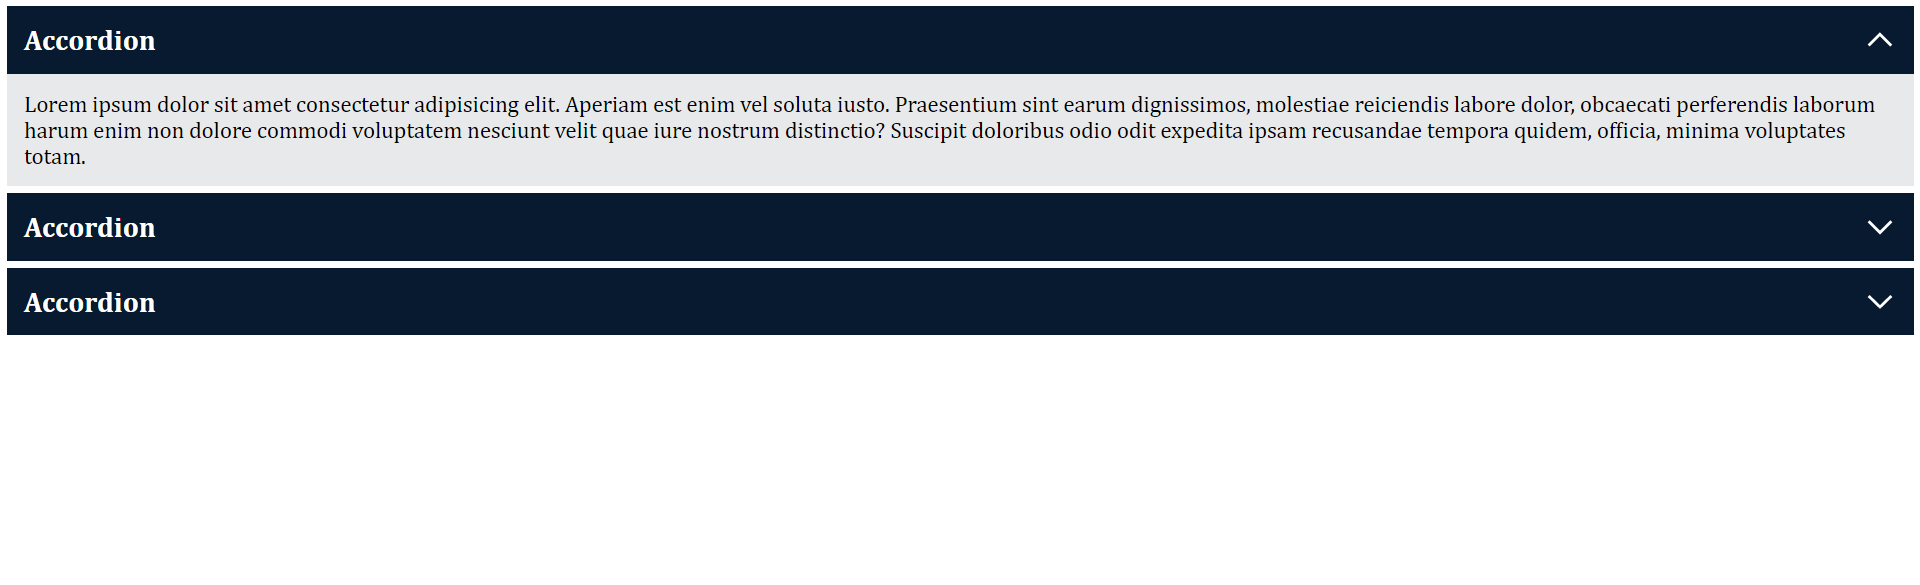 Accordion
Lorem ipsum dolor sit amet consectetur adipisicing elit. Aperiam est enim vel soluta iusto. Praesentium sint earum dignissimos, molestiae reiciendis labore dolor, obcaecati perferendis laborum
harum enim non dolore commodi voluptatem nesciunt velit quae iure nostrum distinctio? Suscipit doloribus odio odit expedita ipsam recusandae tempora quidem, officia, minima voluptates
totam.
Accordion
Accordion